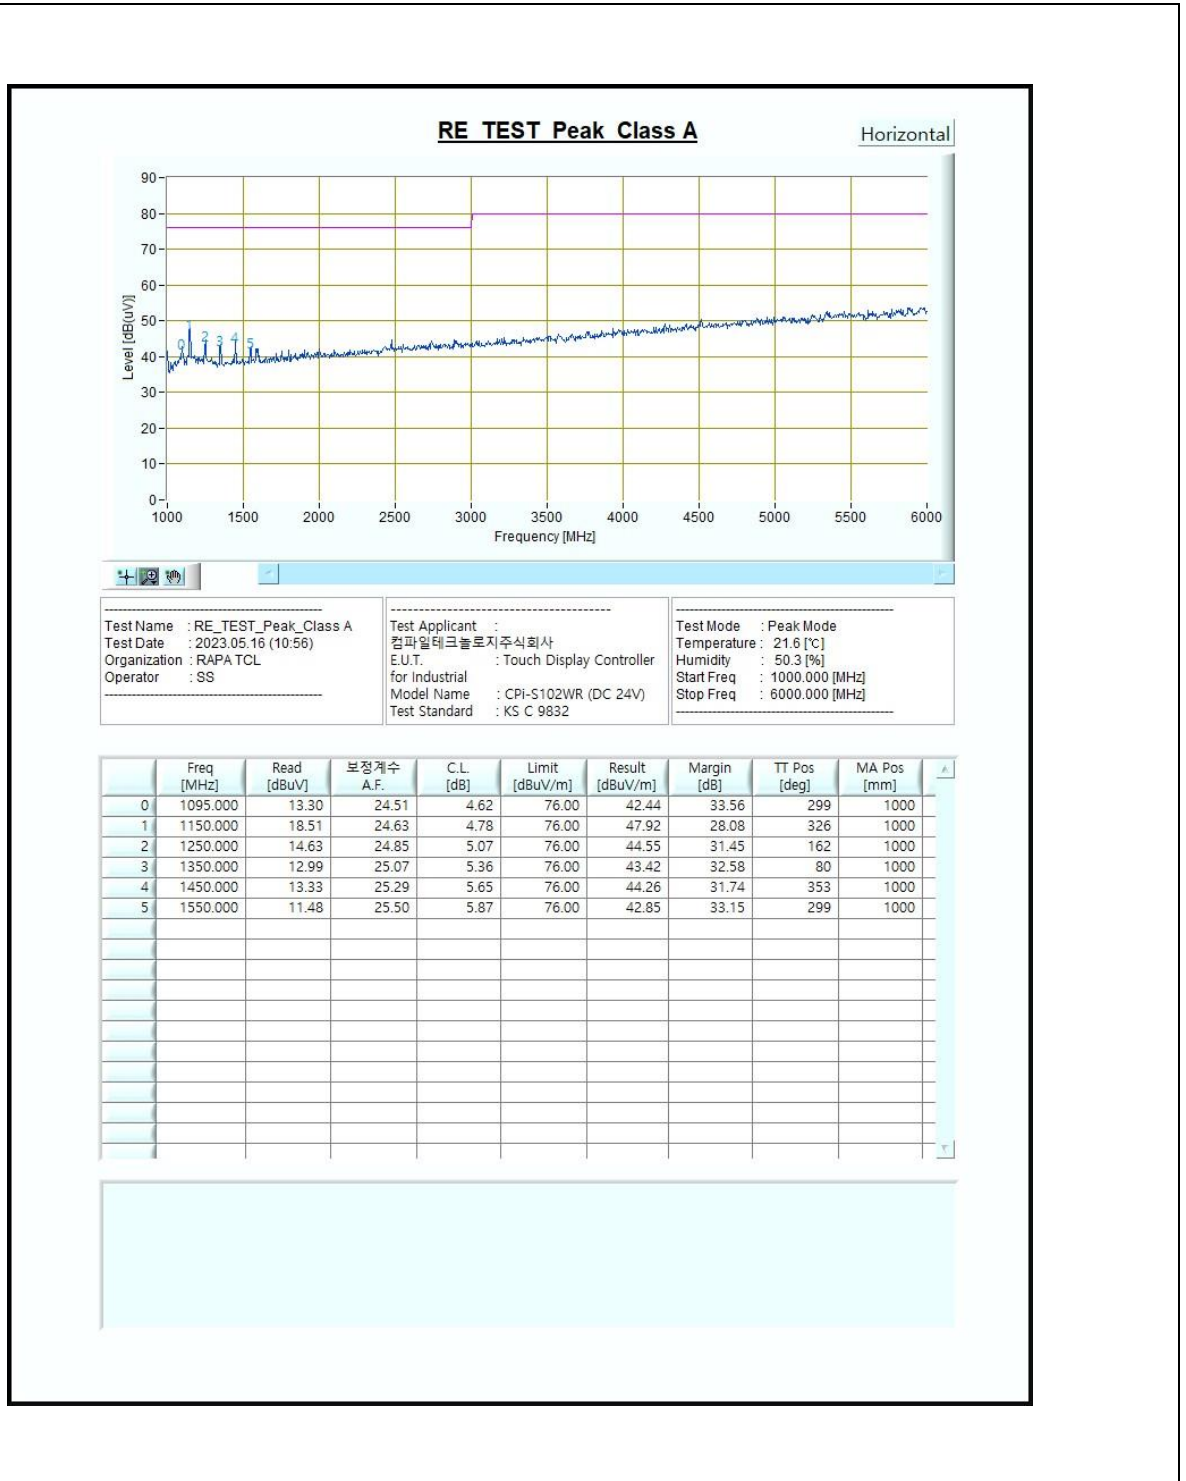 RE_TEST_Peak_Class A
Horizontal
Level [dB(uV)]
90
80
70
60
50
40
30
20
10
0
0 1 2 3 4 5
1000 1500 2000 2500 3000 3500 4000 4500 5000 5500 6000
Frequency [MHz]
Test Name : RE_TEST_Peak_Class A
Test Date : 2023.05.16 (10:56)
Organization : RAPA TCL
Operator : SS
Test Applicant :
컴파일테크놀로지주식회사
E.U.T. : Touch Display Controller
for Industrial
Model Name : CPi-S102WR (DC 24V)
Test Standard : KS C 9832
Test Mode : Peak Mode
Temperature : 21.6 [℃]
Humidity : 50.3 [%]
Start Freq : 1000.000 [MHz]
Stop Freq : 6000.000 [MHz]
Freq [MHz] Read [dBuV] 보정계수 A.F. C.L. [dB] Limit [dBuV/m] Result [dBuV/m] Margin [dB] TT Pos [deg] MA Pos [mm]
0 1095.000 13.30 24.51 4.62 76.00 42.44 33.56 299 1000
1 1150.000 18.51 24.63 4.78 76.00 47.92 28.08 326 1000
2 1250.000 14.63 24.85 5.07 76.00 44.55 31.45 162 1000
3 1350.000 12.99 25.07 5.36 76.00 43.42 32.58 80 1000
4 1450.000 13.33 25.29 5.65 76.00 44.26 31.74 353 1000
5 1550.000 11.48 25.50 5.87 76.00 42.85 33.15 299 1000